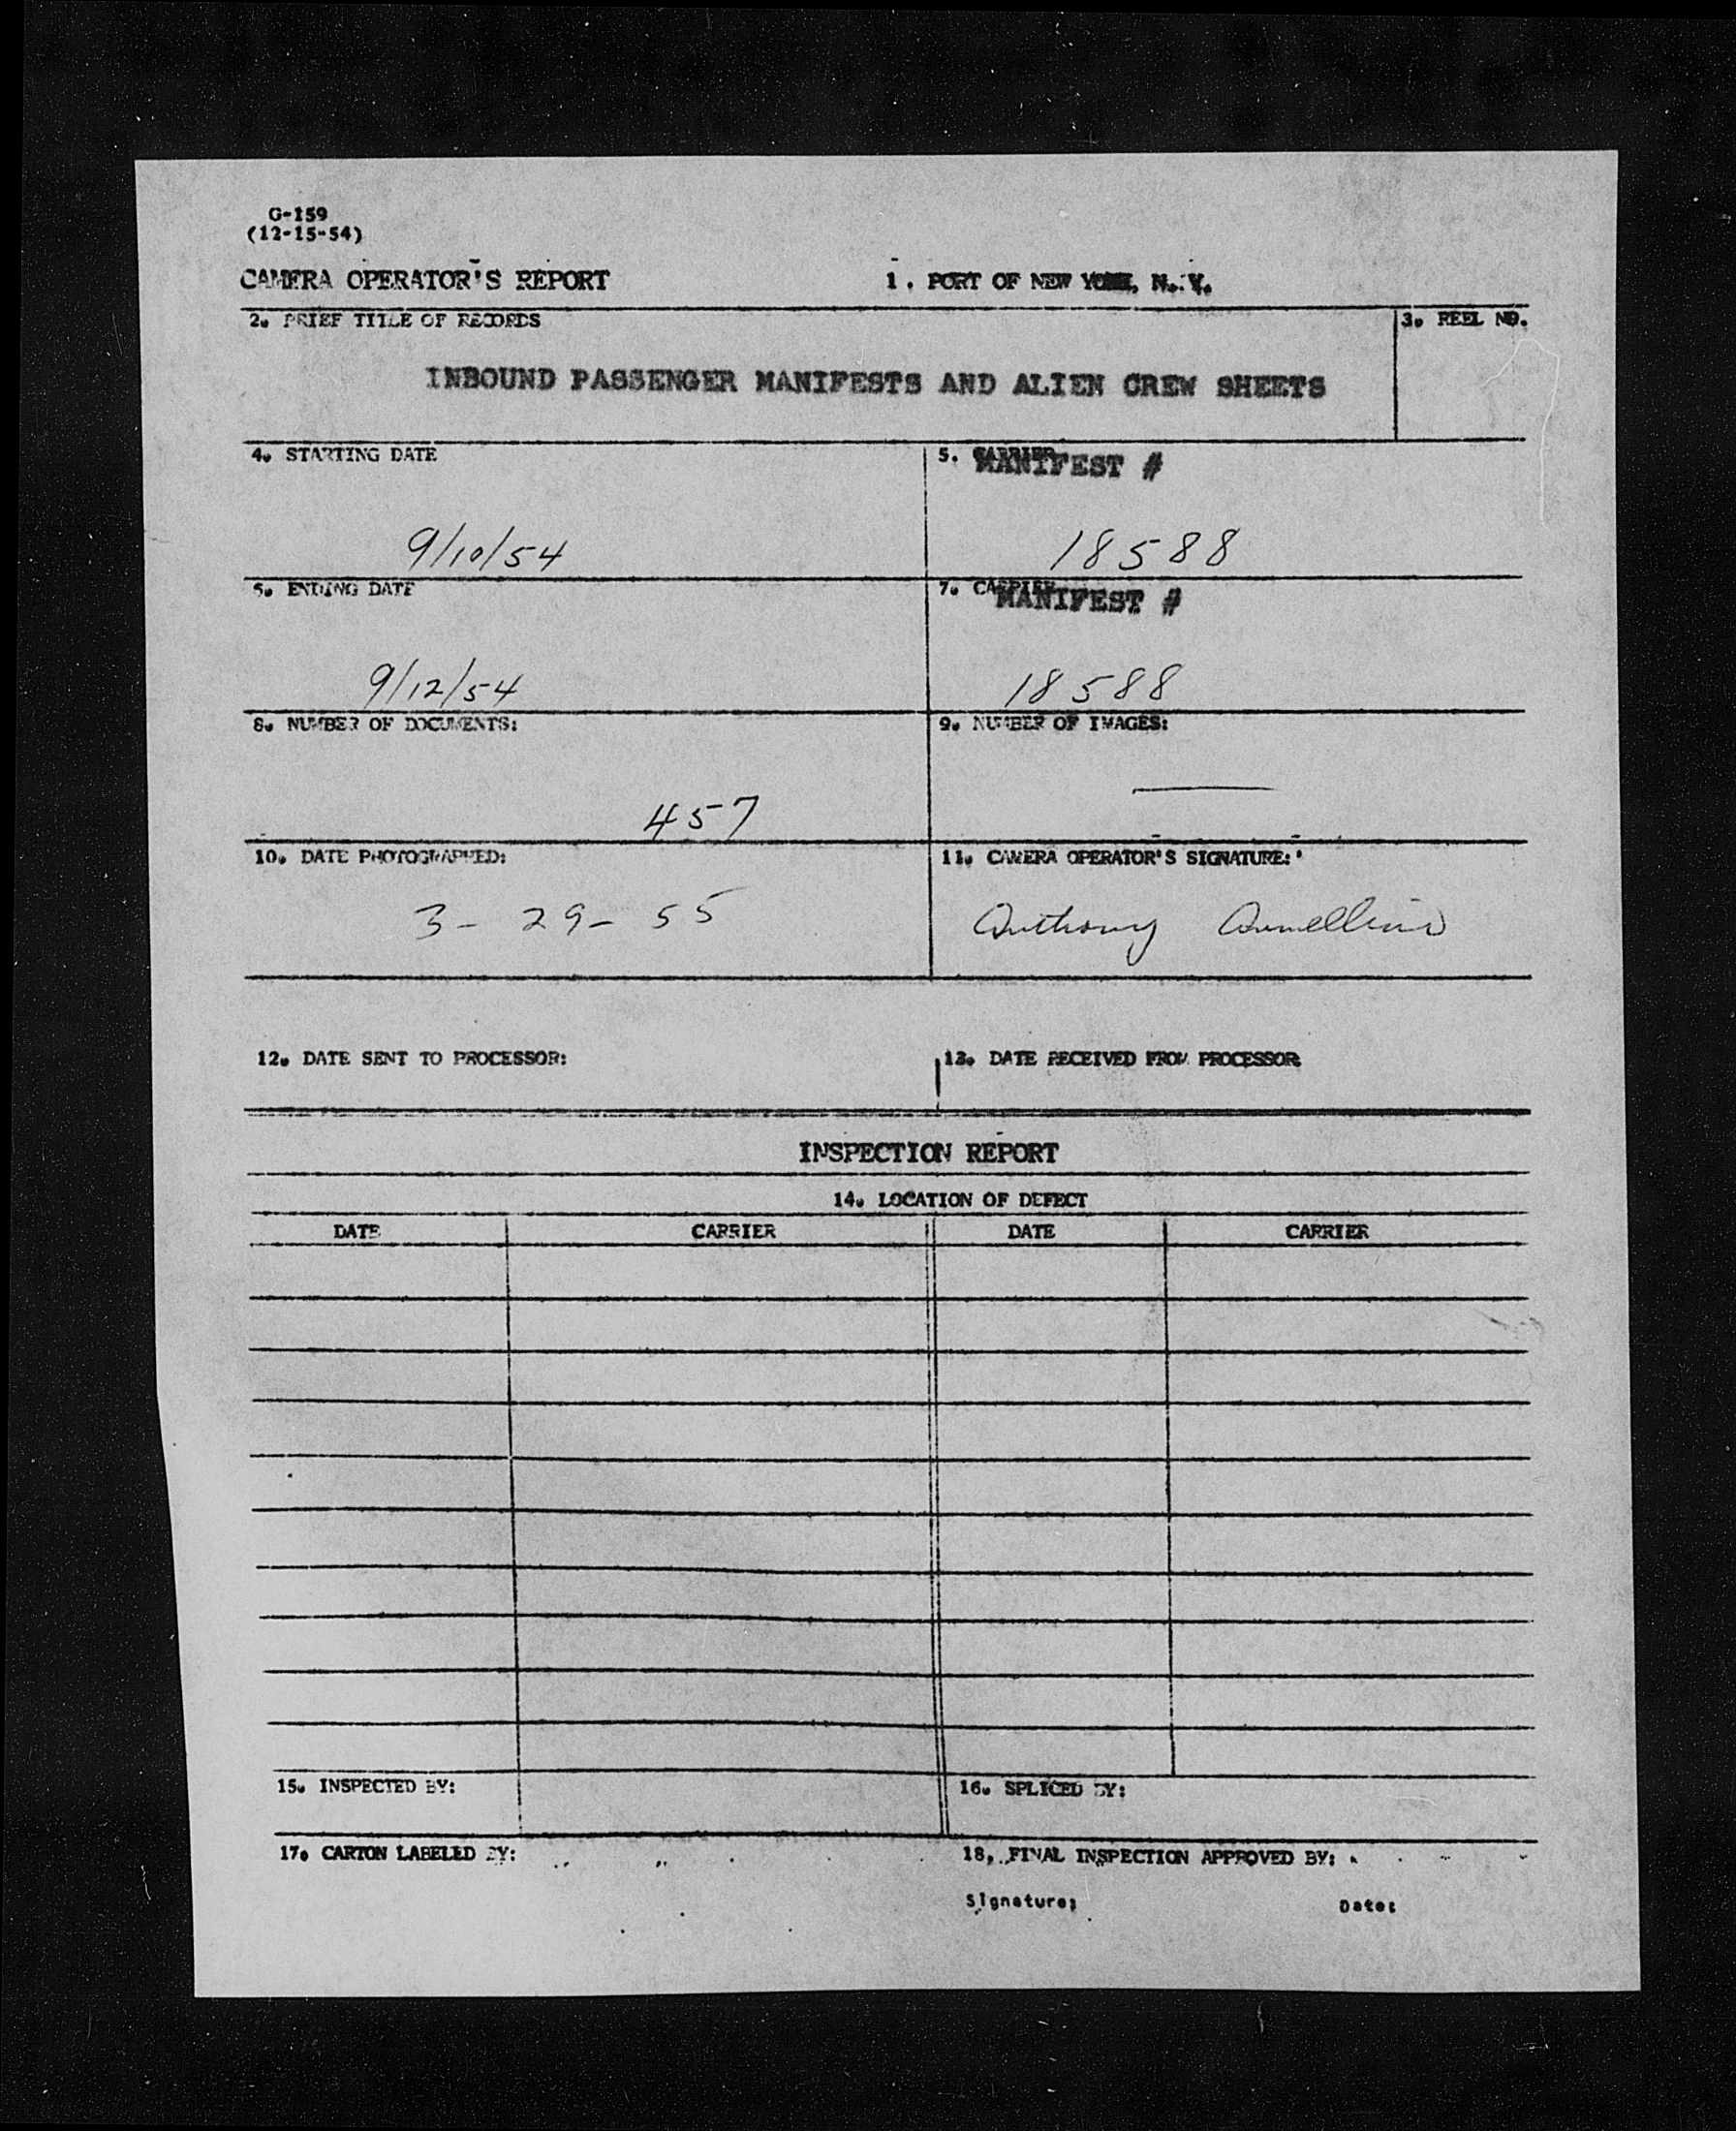 G-159
(12-15-54)
CAMERA OPERATOR'S REPORT
1. PORT OF NEW YORK, N. Y.
2. BRIEF TITLE OF RECORDS
3. REEL NO.
INBOUND PASSENGER MANIFESTS AND ALIEN CREW SHEETS
4. STARTING DATE
5. CARRIER
MANIFEST #
9/10/54
18588
6. ENDING DATE
7. CARRIER
MANIFEST #
9/12/54
18588
8. NUMBER OF DOCUMENTS:
9. NUMBER OF IMAGES:
457
10. DATE PHOTOGRAPHED:
11. CAMERA OPERATOR'S SIGNATURE:
3- 29- 55
Anthony Armellino
12. DATE SENT TO PROCESSOR:
13. DATE RECEIVED FROM PROCESSOR
INSPECTION REPORT
14. LOCATION OF DEFECT
DATE CARRIER DATE CARRIER
15. INSPECTED BY:
16. SPLICED BY:
17. CARTON LABELED BY:
18. FINAL INSPECTION APPROVED BY:
Signature: Date: